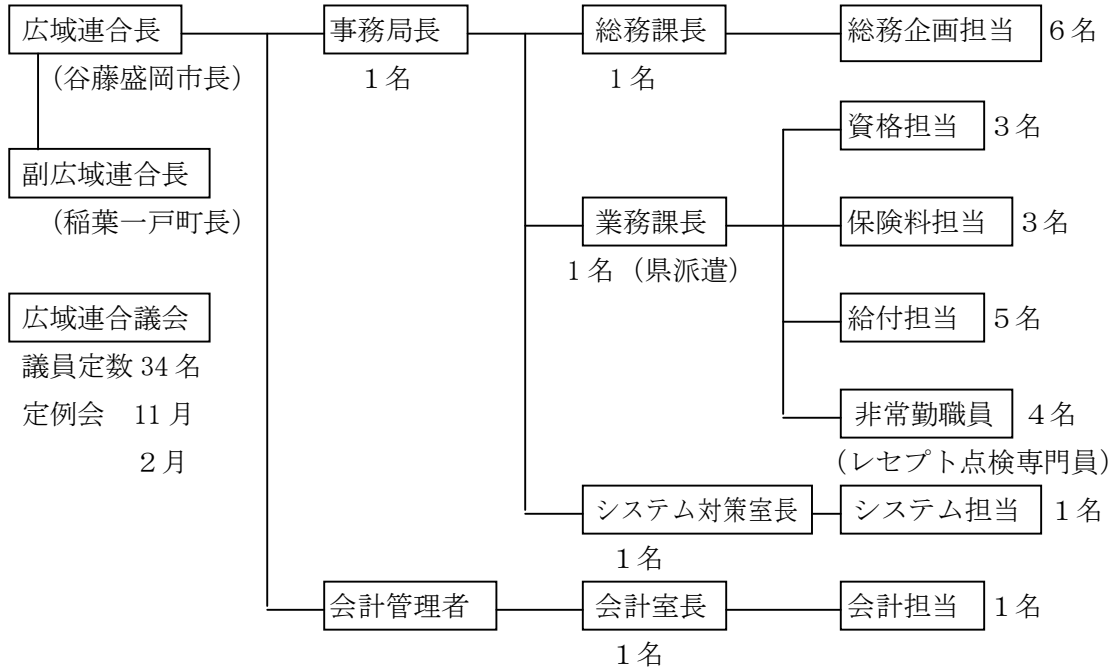 広域連合長 事務局長 総務課長 総務企画担当 6名
(谷藤盛岡市長) 1名 1名
資格担当 3名
副広域連合長
(稲葉一戸町長) 業務課長 保険料担当 3名
1名(県派遣)
広域連合議会 給付担当 5名
議員定数 34 名
定例会 11 月 非常勤職員 4名
2月 (レセプト点検専門員)
システム対策室長 システム担当 1名
1名
会計管理者 会計室長 会計担当 1名
1名